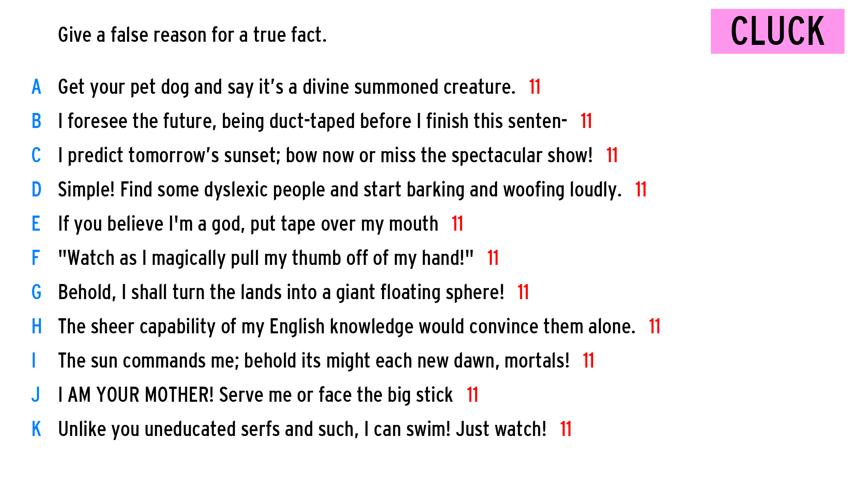 Give a false reason for a true fact.
CLUCK
A Get your pet dog and say it's a divine summoned creature. 11
B I foresee the future, being duct-taped before I finish this senten- 11
C I predict tomorrow's sunset; bow now or miss the spectacular show! 11
D Simple! Find some dyslexic people and start barking and woofing loudly. 11
E If you believe I'm a god, put tape over my mouth 11
F "Watch as I magically pull my thumb off of my hand!" 11
G Behold, I shall turn the lands into a giant floating sphere! 11
H The sheer capability of my English knowledge would convince them alone. 11
I The sun commands me; behold its might each new dawn, mortals! 11
J I AM YOUR MOTHER! Serve me or face the big stick 11
K Unlike you uneducated serfs and such, I can swim! Just watch! 11